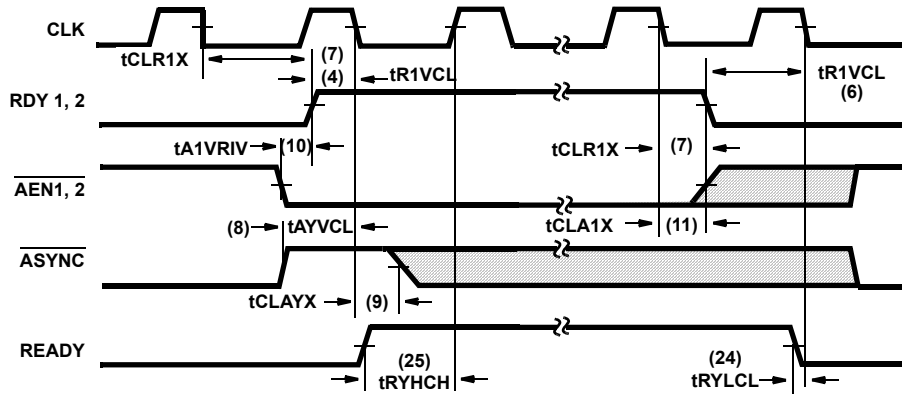 CLK
tCLR1X
(7)
(4)
tR1VCL
tR1VCL
(6)
RDY 1, 2
tA1VRIV
(10)
tCLR1X
(7)
AEN1, 2
(8)
tAYVCL
tCLA1X
(11)
ASYNC
tCLAYX
(9)
READY
(25)
tRYHCH
(24)
tRYLCL